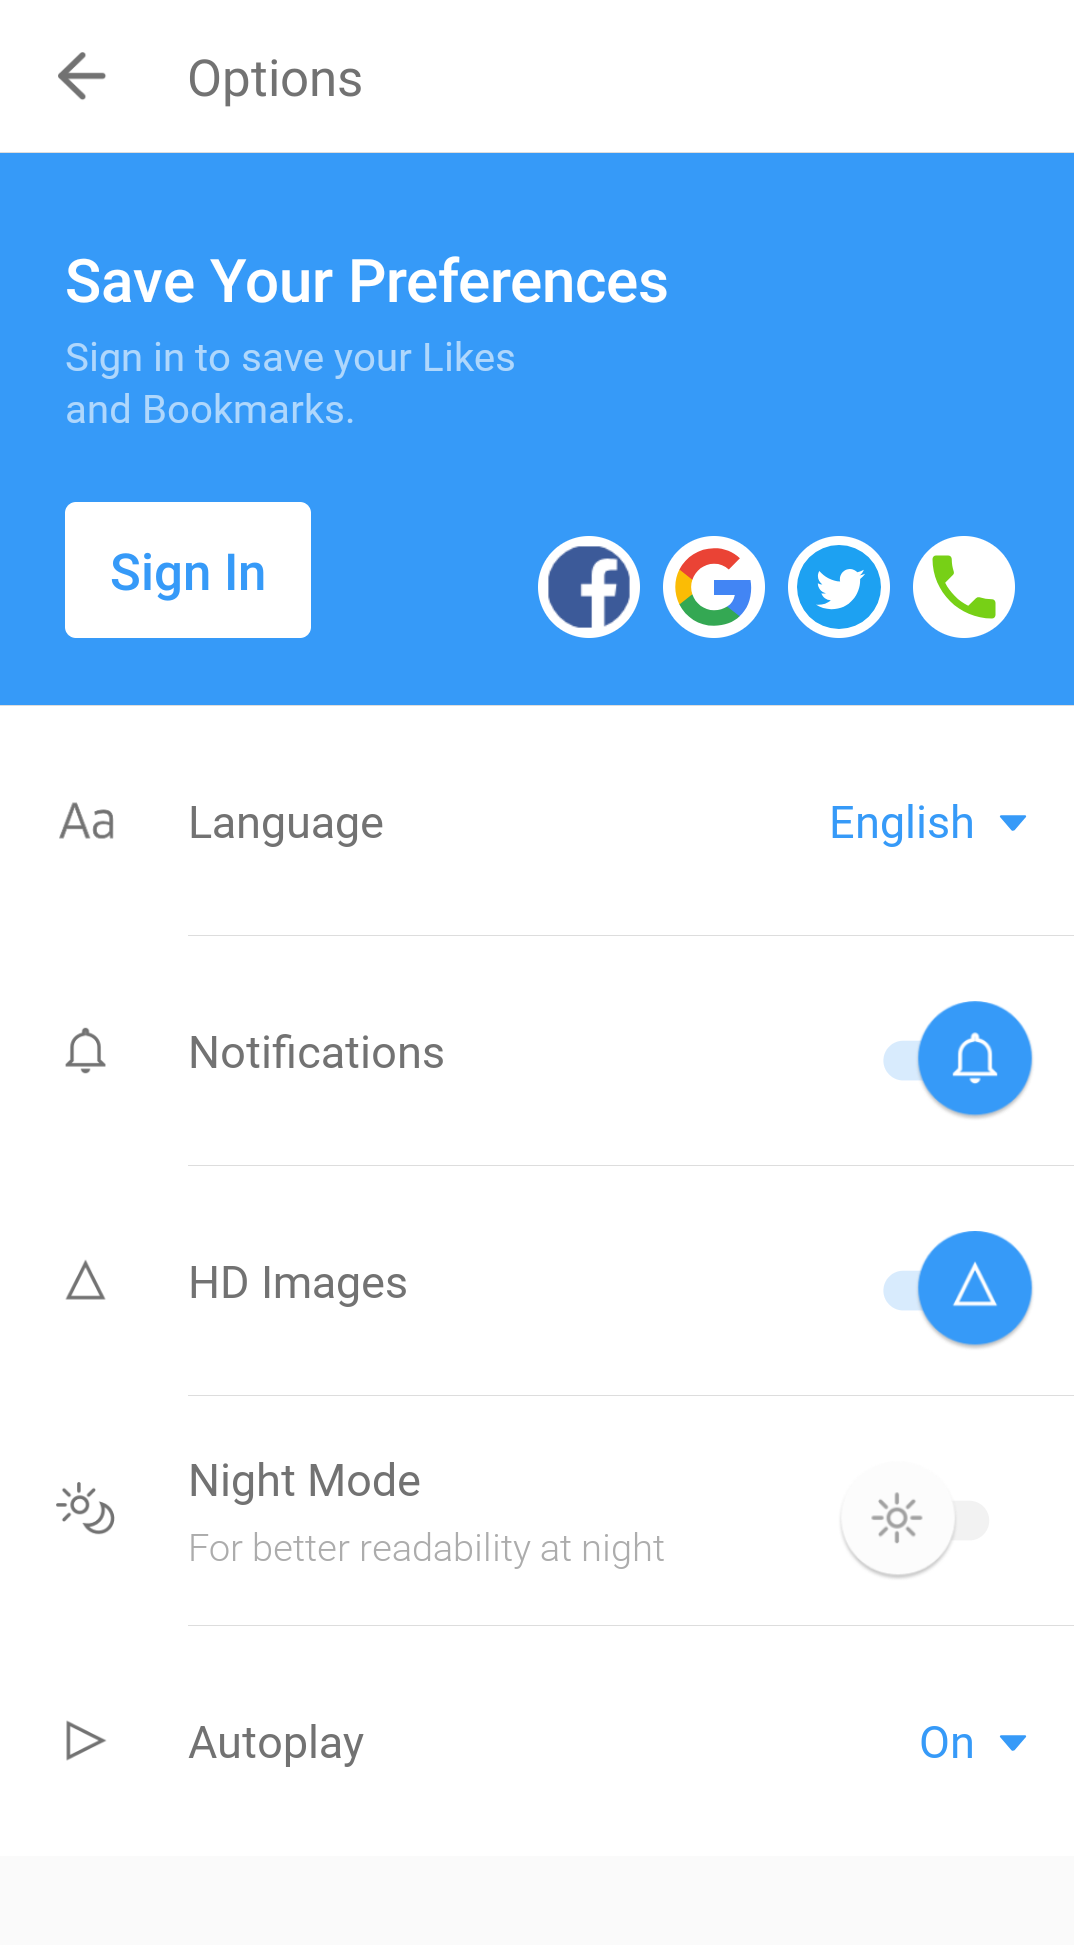 Options
Save Your Preferences
Sign in to save your Likes
and Bookmarks.
Sign In
Aa Language English
Notifications
HD Images
Night Mode
For better readability at night
Autoplay On